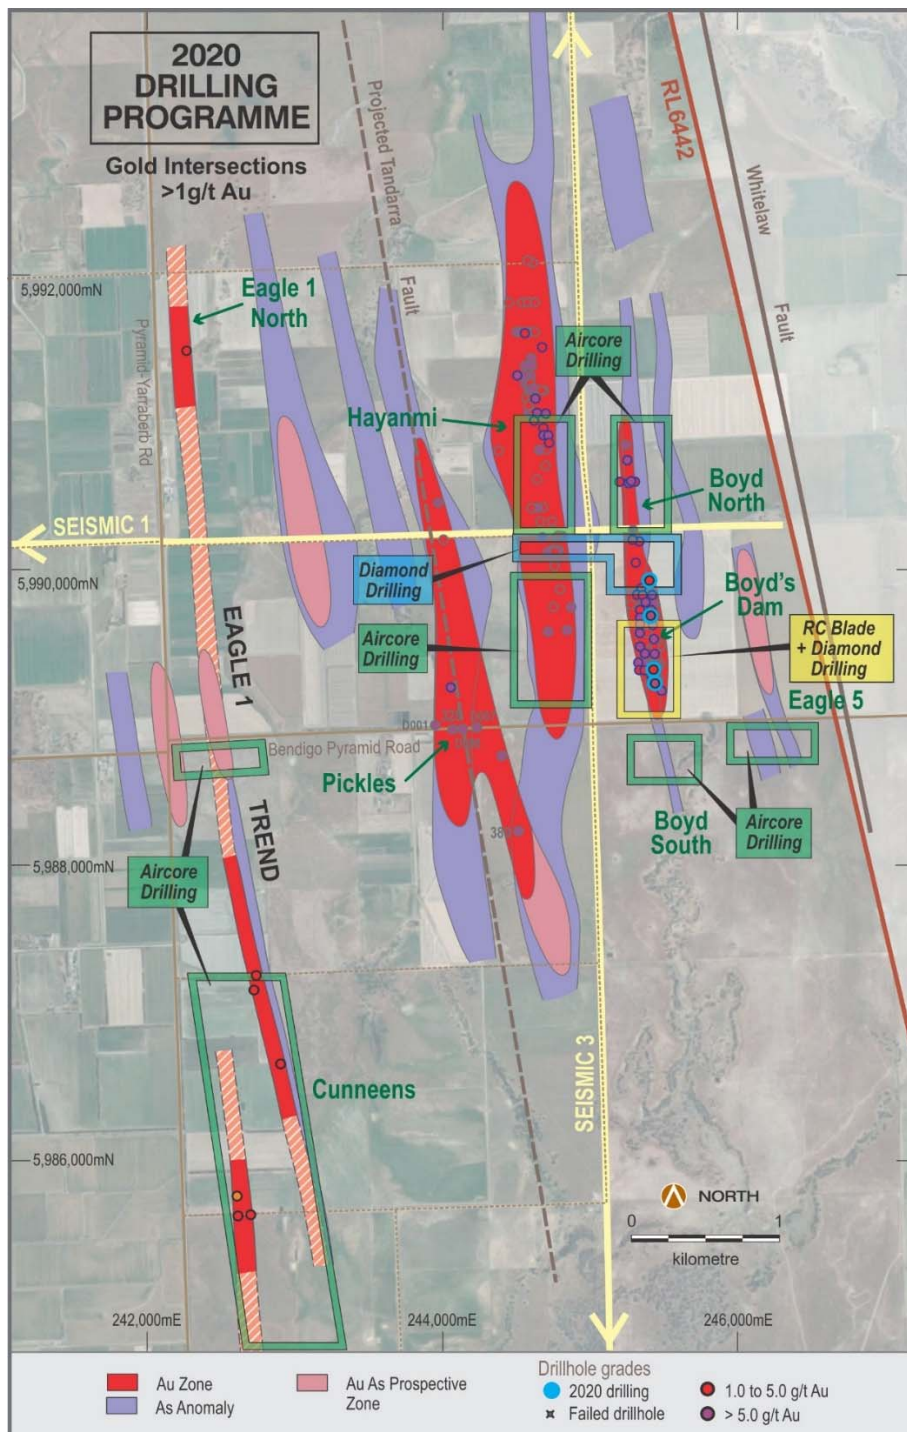 2020
DRILLING
PROGRAMME
Gold Intersections
>1g/t Au
Projected Tandarra
Fault
RL6442
Whitelaw
Fault
5,992,000mN
Eagle 1
North
Pyramid-Yarraberb Rd
Aircore
Drilling
Hayanmi
Boyd
North
SEISMIC 1
5,990,000mN
Diamond
Drilling
Boyd's
Dam
EAGLE 1
Aircore
Drilling
RC Blade
+ Diamond
Drilling
Eagle 5
D001
Bendigo Pyramid Road
Pickles
TREND
Boyd
South
Aircore
Drilling
5,988,000mN
Aircore
Drilling
Cunneens
SEISMIC 3
5,986,000mN
NORTH
0 1
kilometre
242,000mE 244,000mE 246,000mE
Au Zone
As Anomaly
Au As Prospective
Zone
Drillhole grades
2020 drilling
Failed drillhole
1.0 to 5.0 g/t Au
> 5.0 g/t Au